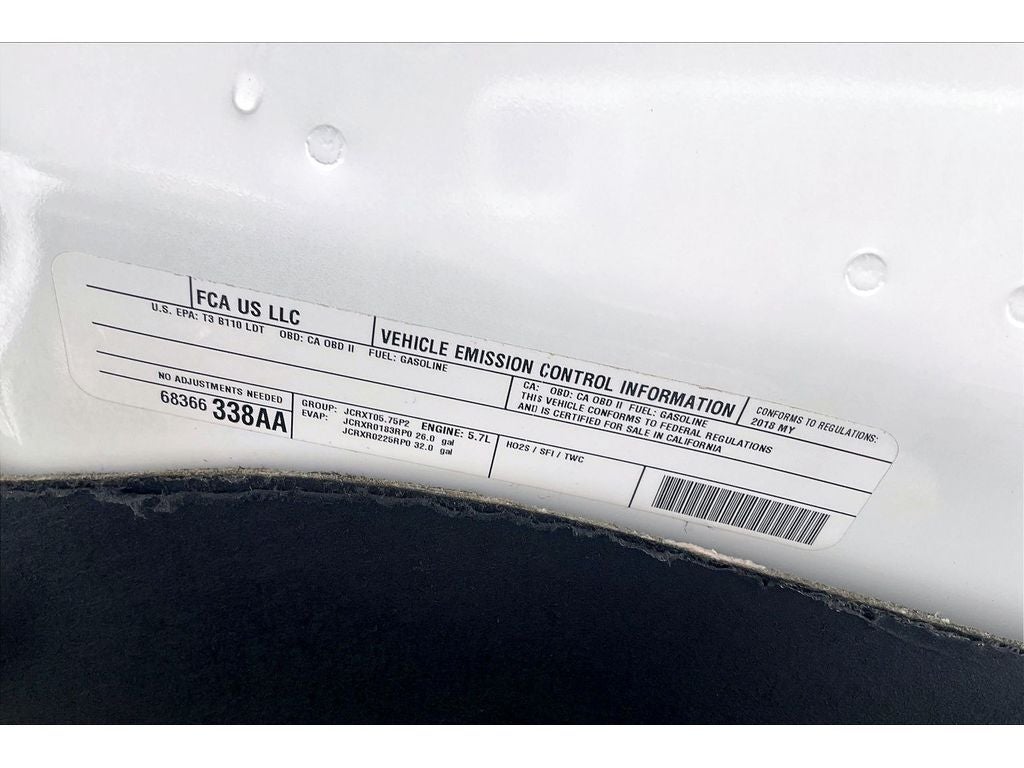 FCA US LLC
VEHICLE EMISSION CONTROL INFORMATION
CONFORMS TO REGULATIONS:
2018 MY
U.S. EPA: T3 B110 LDT OBD: CA OBD II FUEL: GASOLINE
CA: OBD: CA OBD II FUEL: GASOLINE
THIS VEHICLE CONFORMS TO FEDERAL REGULATIONS
AND IS CERTIFIED FOR SALE IN CALIFORNIA
NO ADJUSTMENTS NEEDED
68366 338AA
GROUP: JCRXT05.75P2 ENGINE: 5.7L
EVAP: JCRXR0183RP0 26.0 gal
JCRXR0225RP0 32.0 gal
HO2S / SFI / TWC